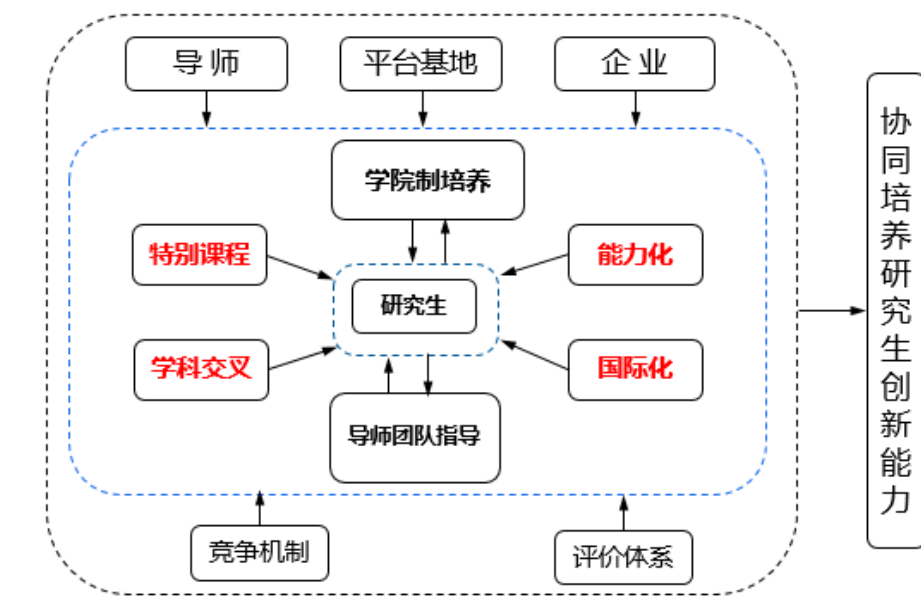 导师
平台基地
企业
学院制培养
特别课程
能力化
研究生
学科交叉
国际化
导师团队指导
竞争机制
评价体系
协同培养研究生创新能力